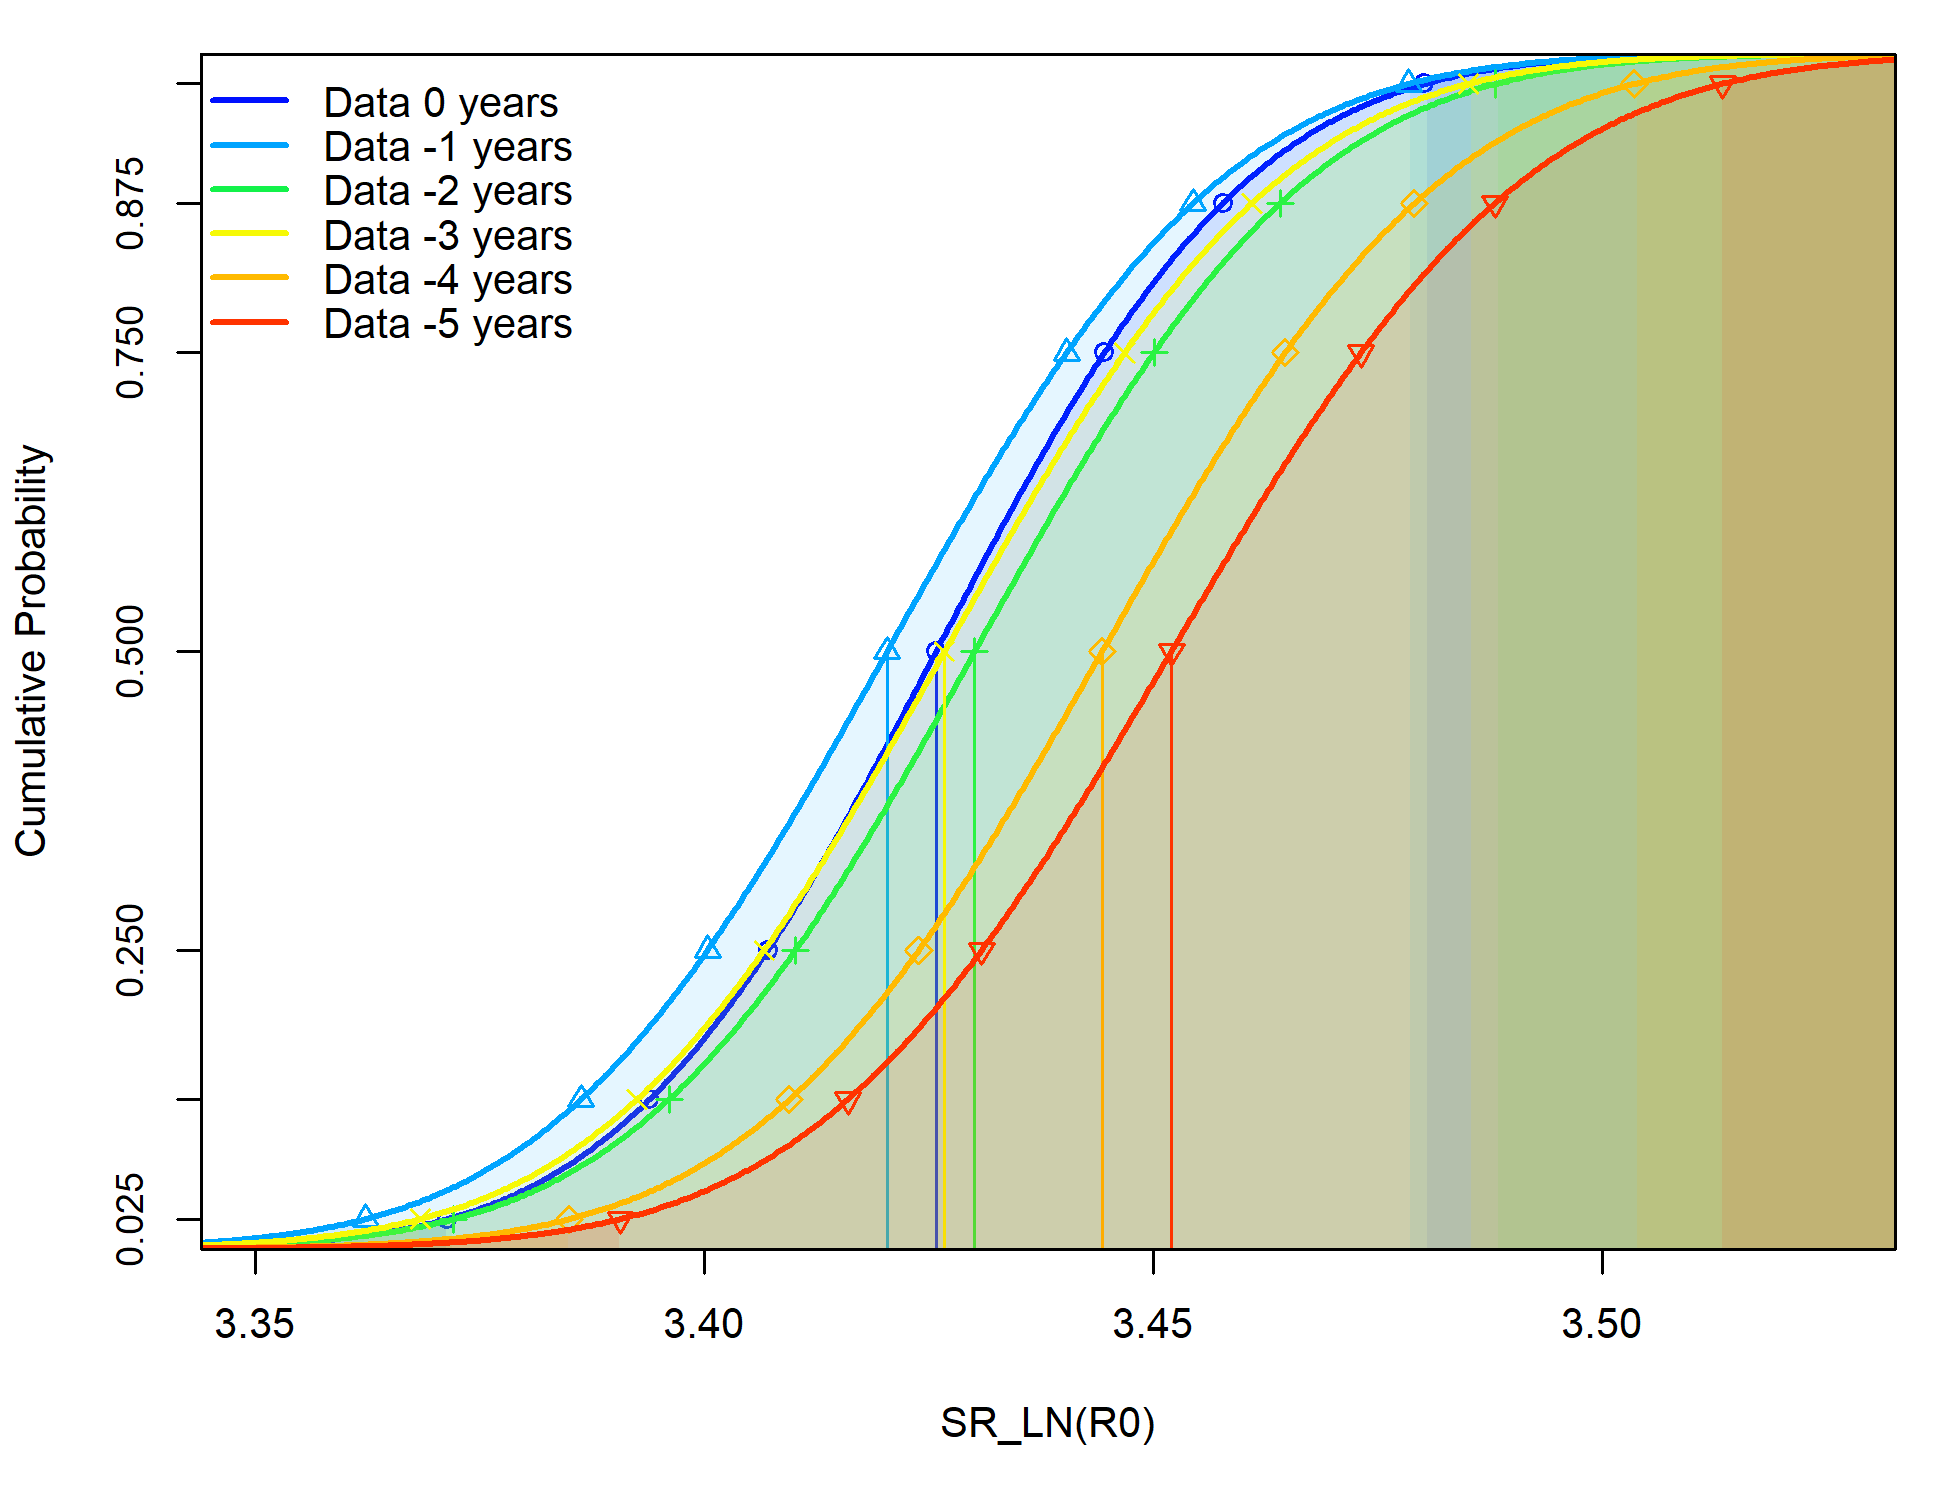 Data 0 years
Data -1 years
Data -2 years
Data -3 years
Data -4 years
Data -5 years
Cumulative Probability
0.875
0.750
0.500
0.250
0.025
3.35 3.40 3.45 3.50
SR_LN(R0)